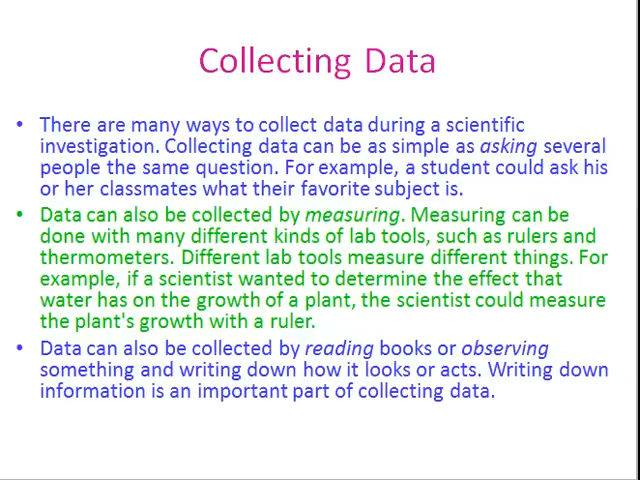 Collecting Data
• There are many ways to collect data during a scientific
investigation. Collecting data can be as simple as asking several
people the same question. For example, a student could ask his
or her classmates what their favorite subject is.
• Data can also be collected by measuring. Measuring can be
done with many different kinds of lab tools, such as rulers and
thermometers. Different lab tools measure different things. For
example, if a scientist wanted to determine the effect that
water has on the growth of a plant, the scientist could measure
the plant's growth with a ruler.
• Data can also be collected by reading books or observing
something and writing down how it looks or acts. Writing down
information is an important part of collecting data.